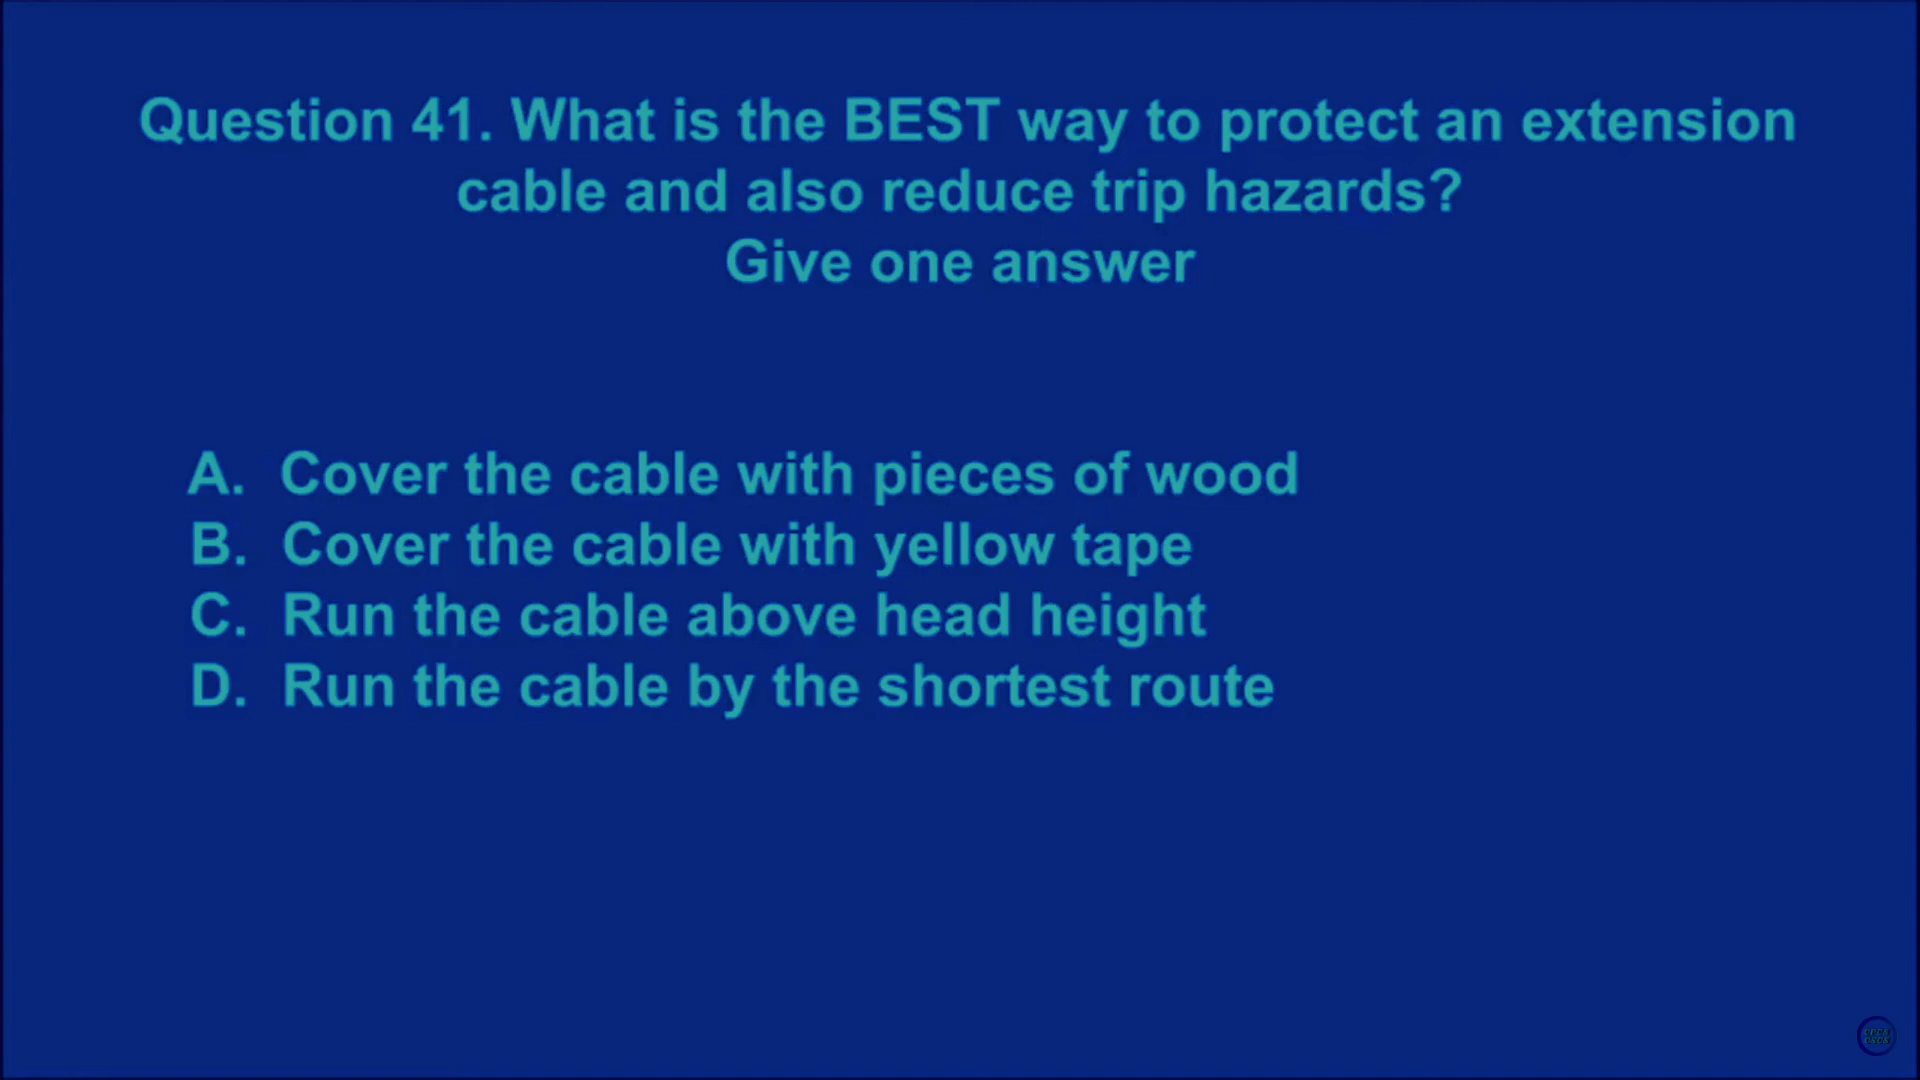 Question 41. What is the BEST way to protect an extension
cable and also reduce trip hazards?
Give one answer
A. Cover the cable with pieces of wood
B. Cover the cable with yellow tape
C. Run the cable above head height
D. Run the cable by the shortest route